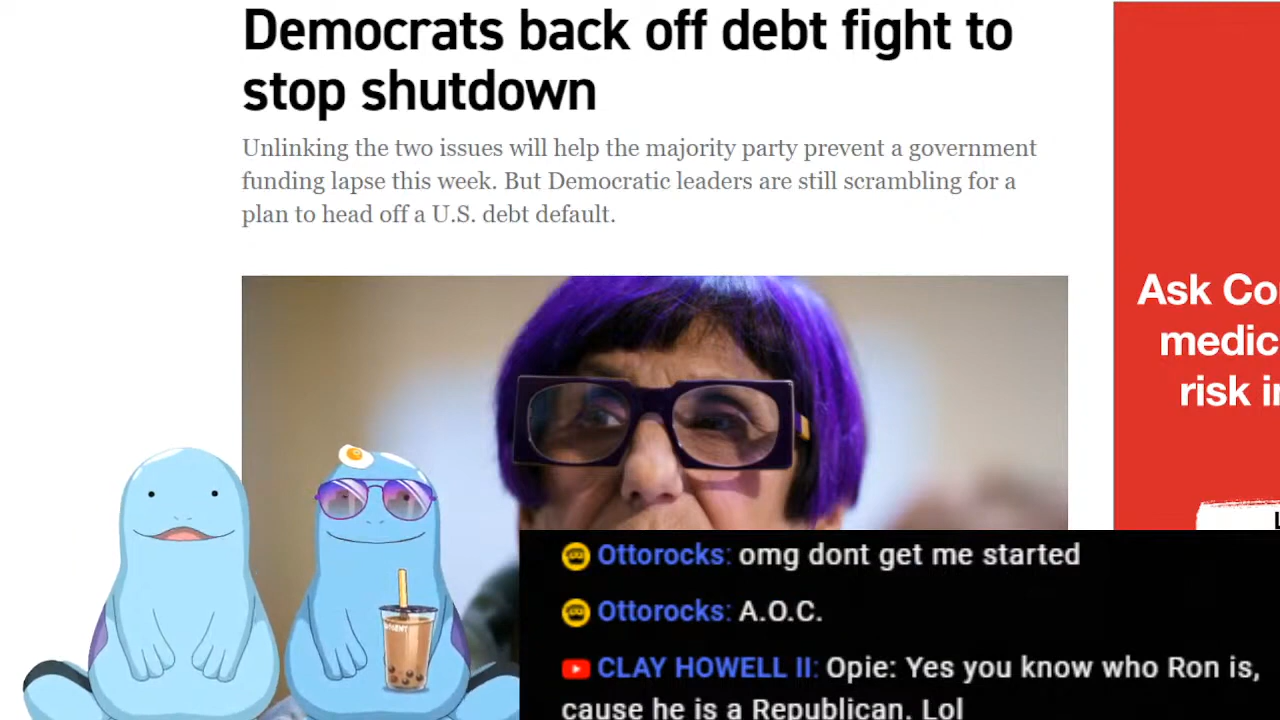 Democrats back off debt fight to
stop shutdown
Unlinking the two issues will help the majority party prevent a government
funding lapse this week. But Democratic leaders are still scrambling for a
plan to head off a U.S. debt default.
Ask Co
medic
risk i
Ottorocks: omg dont get me started
Ottorocks: A.O.C.
CLAY HOWELL II: Opie: Yes you know who Ron is,
cause he is a Republican. Lol